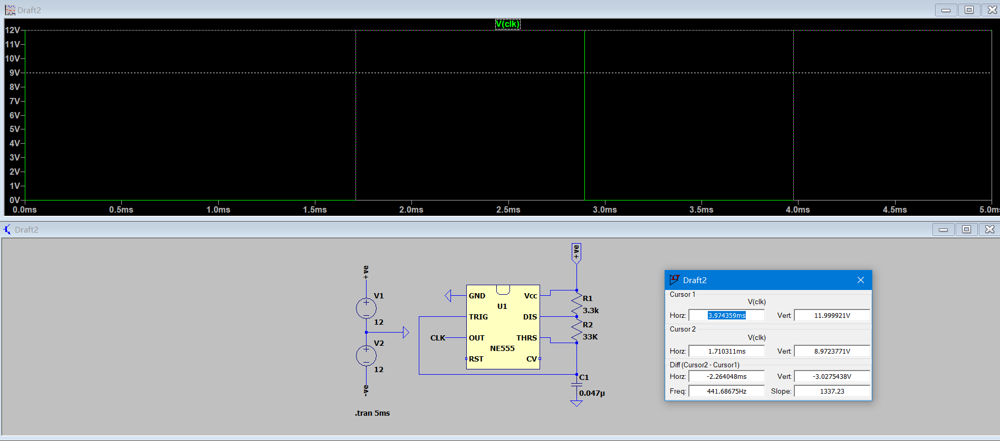 Draft2
V(clk)
12V
11V
10V
9V
8V
7V
6V
5V
4V
3V
2V
1V
0V
0.0ms 0.5ms 1.0ms 1.5ms 2.0ms 2.5ms 3.0ms 3.5ms 4.0ms 4.5ms 5.0ms
Draft2
+ve
V1
12
V2
12
-ve
.tran 5ms
GND Vcc
U1
TRIG DIS
CLK OUT THRS
NE555
RST CV
+ve
R1
3.3k
R2
33K
C1
0.047µ
Draft2
Cursor 1
V(clk)
Horz: 3.974359ms Vert: 11.999921V
Cursor 2
V(clk)
Horz: 1.710311ms Vert: 8.9723771V
Diff (Cursor2 - Cursor1)
Horz: -2.264048ms Vert: -3.0275438V
Freq: 441.68675Hz Slope: 1337.23